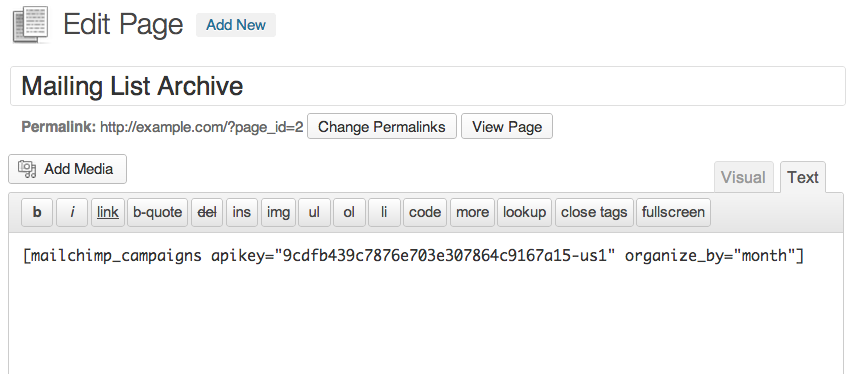 Edit Page Add New
Mailing List Archive
Permalink: http://example.com/?page_id=2 Change Permalinks View Page
Add Media
Visual Text
b i link b-quote del ins img ul ol li code more lookup close tags fullscreen
[mailchimp_campaigns apikey="9cdfb439c7876e703e307864c9167a15-us1" organize_by="month"]